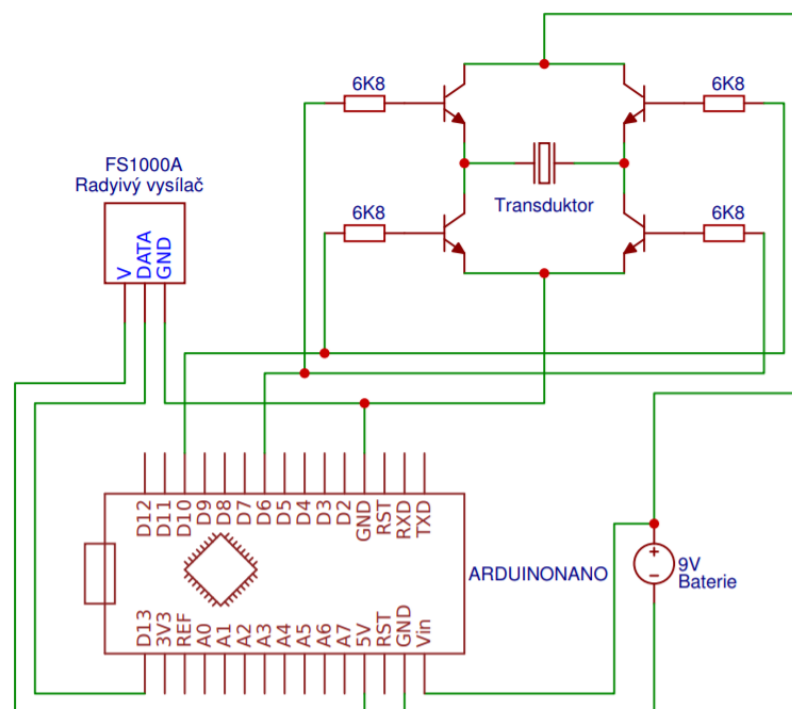 6K8
6K8
FS1000A
Radyivý vysílač
V
DATA
GND
Transduktor
6K8
6K8
D12
D11
D10
D9
D8
D7
D6
D5
D4
D3
D2
GND
RST
RXD
TXD
ARDUINONANO
+
−
9V
Baterie
D13
3V3
REF
A0
A1
A2
A3
A4
A5
A6
A7
5V
RST
GND
Vin